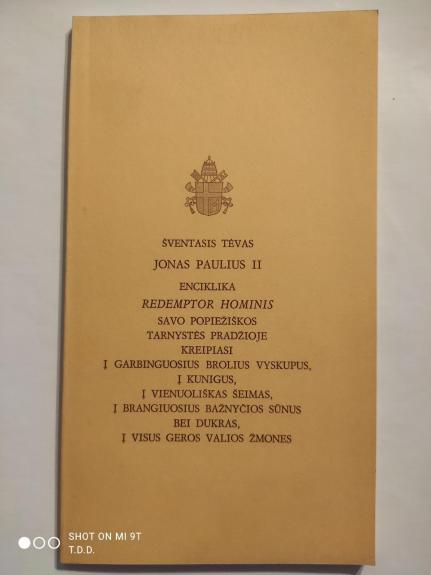 ŠVENTASIS TĖVAS
JONAS PAULIUS II
ENCIKLIKA
REDEMPTOR HOMINIS
SAVO POPIEŽIŠKOS
TARNYSTĖS PRADŽIOJE
KREIPIASI
Į GARBINGUOSIUS BROLIUS VYSKUPUS,
Į KUNIGUS,
Į VIENUOLIŠKAS ŠEIMAS,
Į BRANGIUOSIUS BAŽNYČIOS SŪNUS
BEI DUKRAS,
Į VISUS GEROS VALIOS ŽMONES
SHOT ON MI 9T
T.D.D.